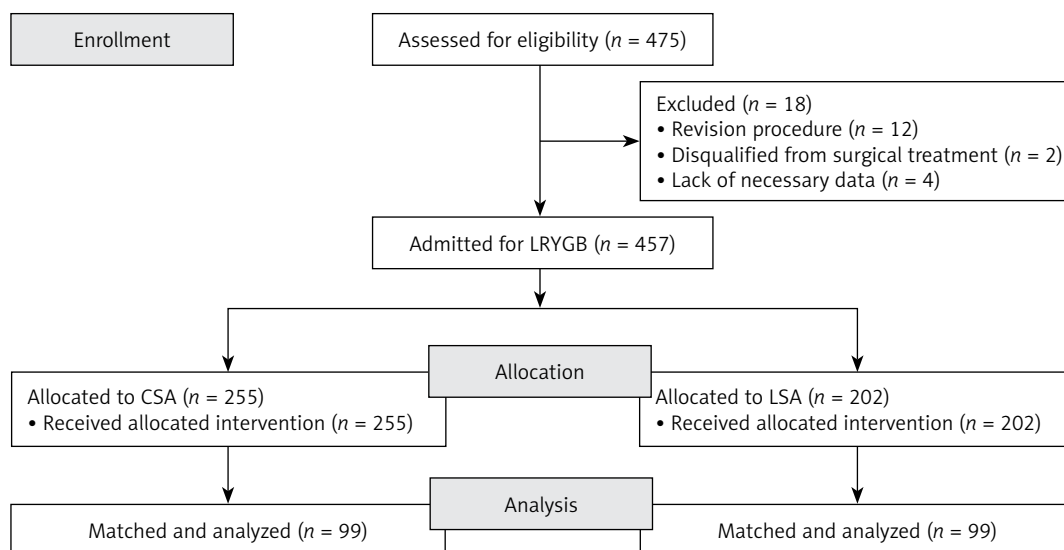 Enrollment
Assessed for eligibility (n = 475)
Excluded (n = 18)
• Revision procedure (n = 12)
• Disqualified from surgical treatment (n = 2)
• Lack of necessary data (n = 4)
Admitted for LRYGB (n = 457)
Allocation
Allocated to CSA (n = 255)
• Received allocated intervention (n = 255)
Allocated to LSA (n = 202)
• Received allocated intervention (n = 202)
Analysis
Matched and analyzed (n = 99)
Matched and analyzed (n = 99)